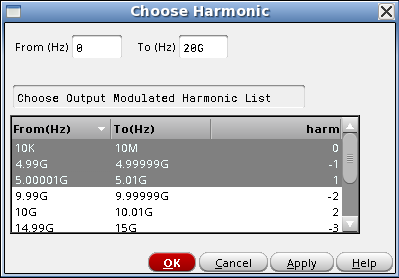 Choose Harmonic
From (Hz) 0 To (Hz) 20G
Choose Output Modulated Harmonic List
From(Hz) To(Hz) harm
10K 10M 0
4.99G 4.99999G -1
5.00001G 5.01G 1
9.99G 9.99999G -2
10G 10.01G 2
14.99G 15G -3
OK Cancel Apply Help